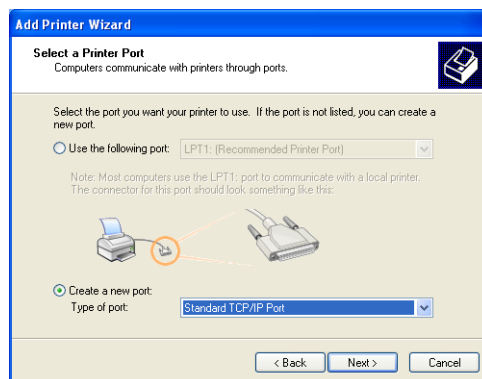 Add Printer Wizard
Select a Printer Port
Computers communicate with printers through ports.
Select the port you want your printer to use. If the port is not listed, you can create a
new port.
Use the following port: LPT1: (Recommended Printer Port)
Note: Most computers use the LPT1: port to communicate with a local printer.
The connector for this port should look something like this:
Create a new port:
Type of port: Standard TCP/IP Port
< Back Next > Cancel